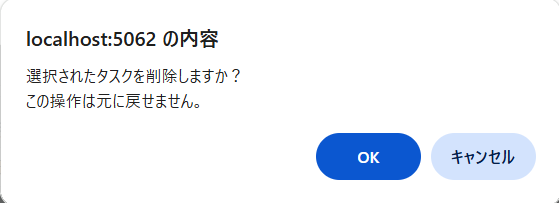 localhost:5062 の内容
選択されたタスクを削除しますか？
この操作は元に戻せません。
OK
キャンセル